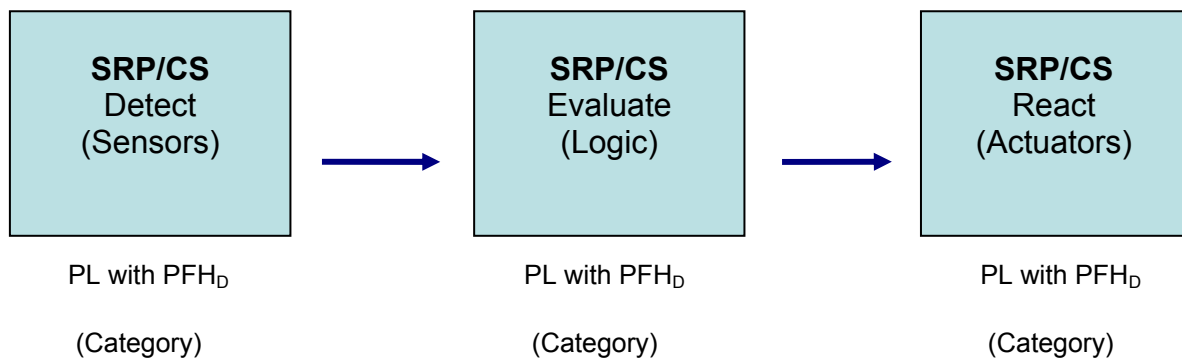 SRP/CS
Detect
(Sensors)
SRP/CS
Evaluate
(Logic)
SRP/CS
React
(Actuators)
PL with PFHD
PL with PFHD
PL with PFHD
(Category)
(Category)
(Category)